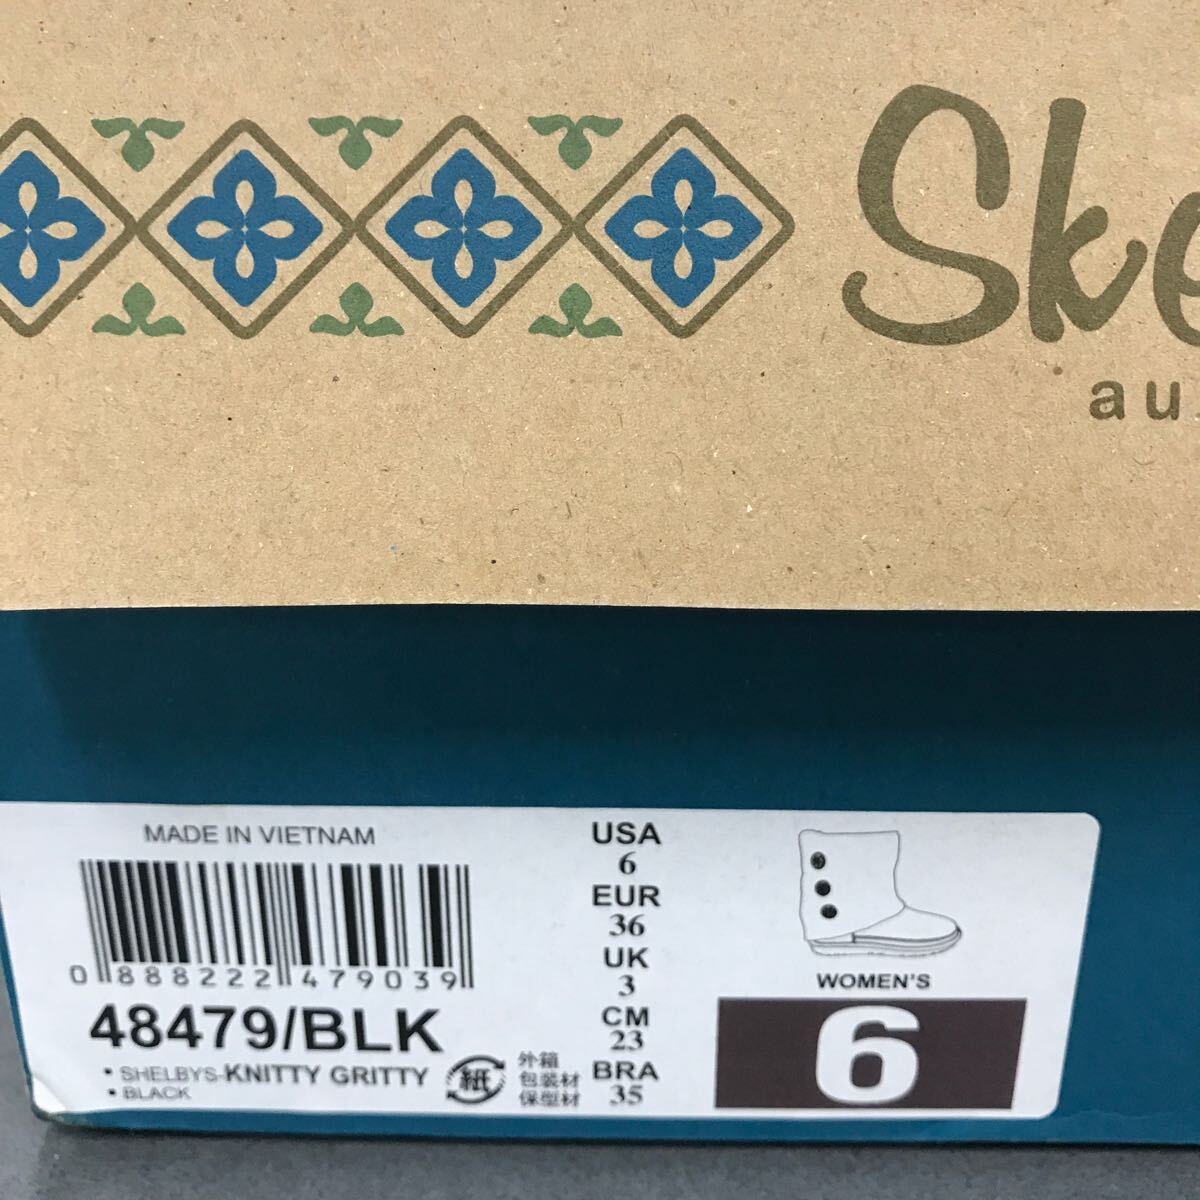 Ske
au
MADE IN VIETNAM
0 888222 479039
48479/BLK
• SHELBYS-KNITTY GRITTY
• BLACK
紙
外箱
包装材
保型材
USA
6
EUR
36
UK
3
CM
23
BRA
35
WOMEN'S
6